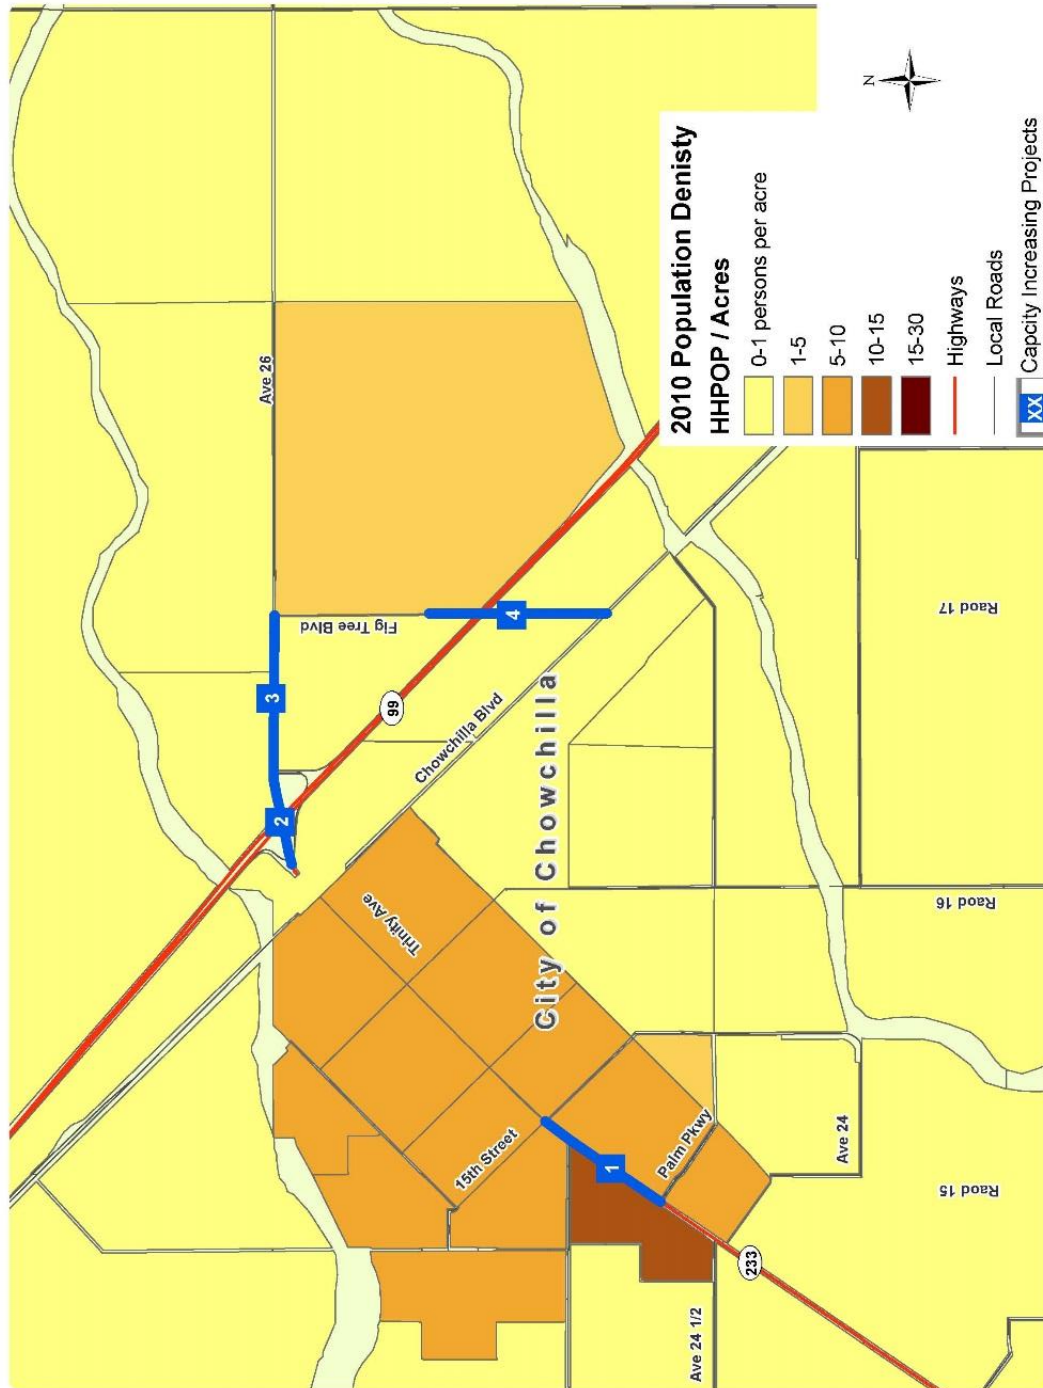 Ave 26
Fig Tree Blvd
3
4
2
99
Chowchilla Blvd
City of Chowchilla
Trinity Ave
15th Street
1
Palm Pkwy
233
Ave 24 1/2
Ave 24
Raod 15
Raod 16
Raod 17
N
2010 Population Denisty
HHPOP / Acres
0-1 persons per acre
1-5
5-10
10-15
15-30
Highways
Local Roads
XX Capcity Increasing Projects